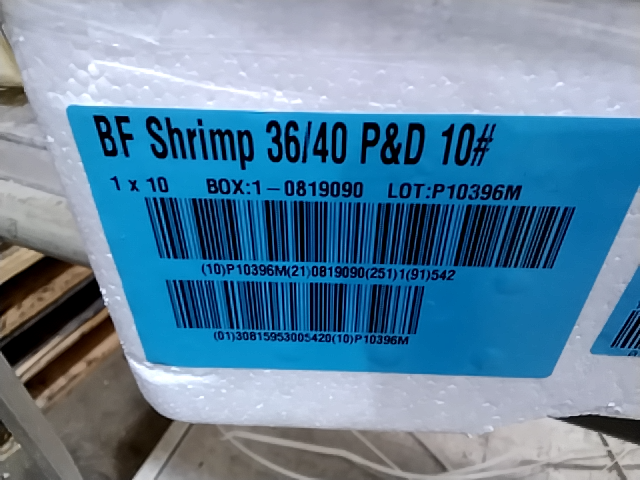 BF Shrimp 36/40 P&D 10#
1 x 10 BOX:1-0819090 LOT:P10396M
(10)P10396M(21)0819090(251)1(91)542
(01)30815953005420(10)P10396M